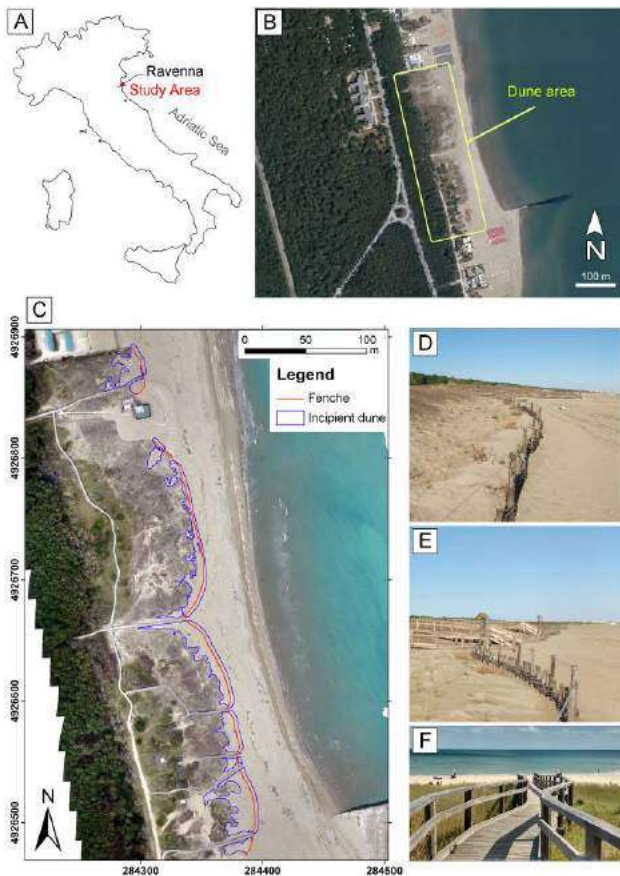 A
Ravenna
Study Area
Adriatic Sea
B
Dune area
N
100 m
C
4926900
4926800
4926700
4926600
4926500
0 50 100
m
Legend
Fenche
Incipient dune
N
284300 284400 284500
D
E
F